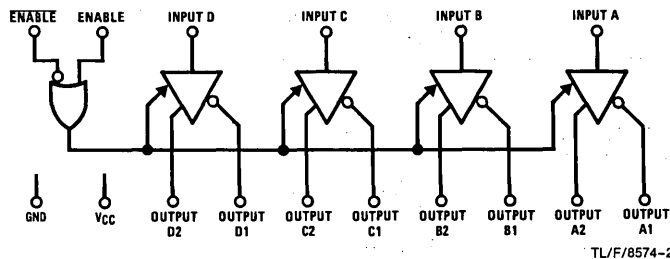 ENABLE ENABLE INPUT D INPUT C INPUT B INPUT A
GND VCC OUTPUT D2 OUTPUT D1 OUTPUT C2 OUTPUT C1 OUTPUT B2 OUTPUT B1 OUTPUT A2 OUTPUT A1
TL/F/8574-2